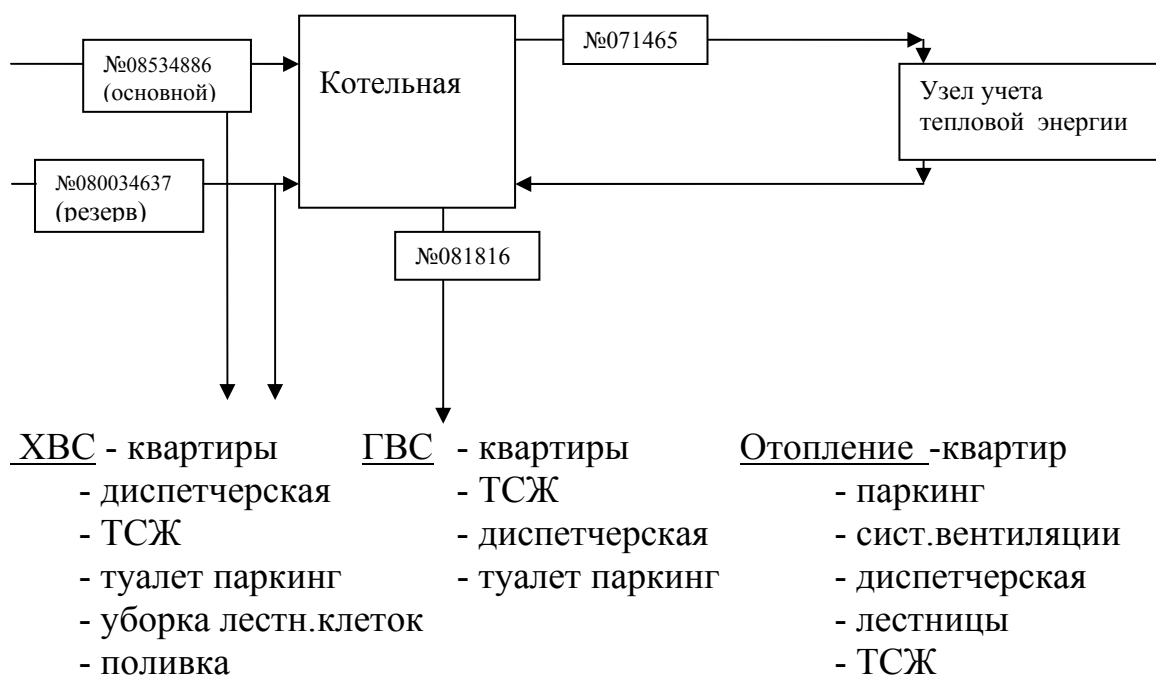 №071465
№08534886
(основной)
Котельная
Узел учета
тепловой энергии
№080034637
(резерв)
№081816
ХВС - квартиры
- диспетчерская
- ТСЖ
- туалет паркинг
- уборка лестн.клеток
- поливка
ГВС - квартиры
- ТСЖ
- диспетчерская
- туалет паркинг
Отопление -квартир
- паркинг
- сист.вентиляции
- диспетчерская
- лестницы
- ТСЖ